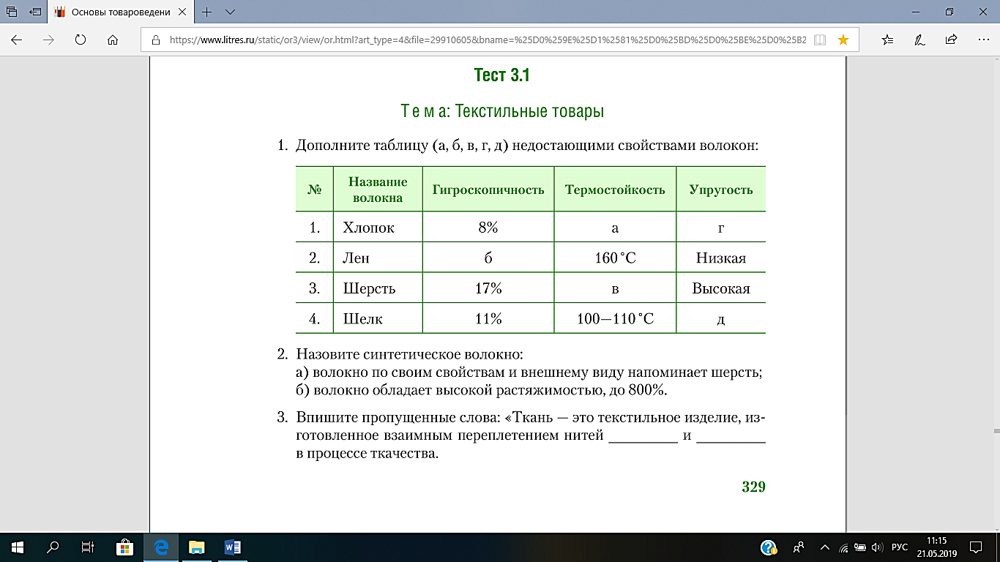 Основы товароведени
https://www.litres.ru/static/or3/view/or.html?art_type=4&file=29910605&bname=%25D0%259E%25D1%2581%25D0%25BD%25D0%25BE%25D0%25B2
Тест 3.1
Тема: Текстильные товары
1. Дополните таблицу (а, б, в, г, д) недостающими свойствами волокон:
№ Название волокна Гигроскопичность Термостойкость Упругость
1. Хлопок 8% а г
2. Лен б 160 °С Низкая
3. Шерсть 17% в Высокая
4. Шелк 11% 100—110 °С д
2. Назовите синтетическое волокно:
а) волокно по своим свойствам и внешнему виду напоминает шерсть;
б) волокно обладает высокой растяжимостью, до 800%.
3. Впишите пропущенные слова: «Ткань — это текстильное изделие, из-
готовленное взаимным переплетением нитей __________ и __________
в процессе ткачества.
329
РУС
11:15
21.05.2019